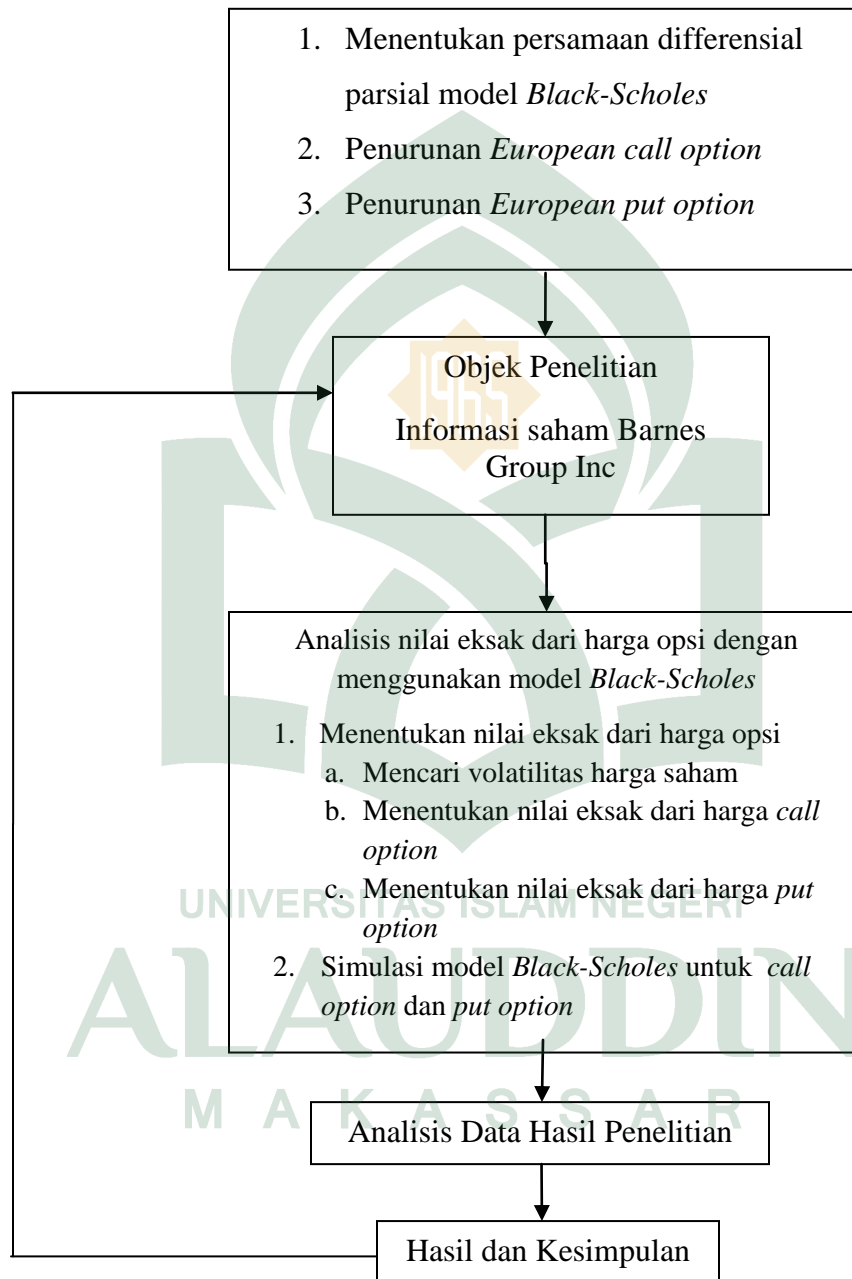 1. Menentukan persamaan differensial
parsial model Black-Scholes
2. Penurunan European call option
3. Penurunan European put option
1965
Objek Penelitian
Informasi saham Barnes
Group Inc
Analisis nilai eksak dari harga opsi dengan
menggunakan model Black-Scholes
1. Menentukan nilai eksak dari harga opsi
a. Mencari volatilitas harga saham
b. Menentukan nilai eksak dari harga call
option
c. Menentukan nilai eksak dari harga put
UNIVERSITAS ISLAM NEGERI
option
2. Simulasi model Black-Scholes untuk call
option dan put option
ALAUDDIN
MAKASSAR
Analisis Data Hasil Penelitian
Hasil dan Kesimpulan